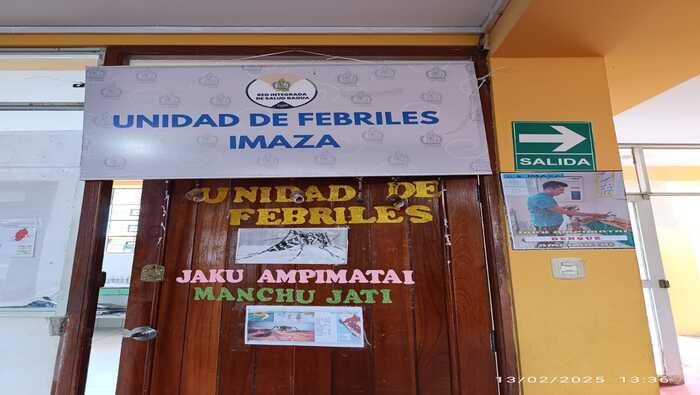 RED INTEGRADA
DE SALUD BAGUA
UNIDAD DE FEBRILES
IMAZA
UNIDAD DE
FEBRILES
JAKU AMPIMATAI
MANCHU JATI
SALIDA
DENGUE
13/02/2025 13:36